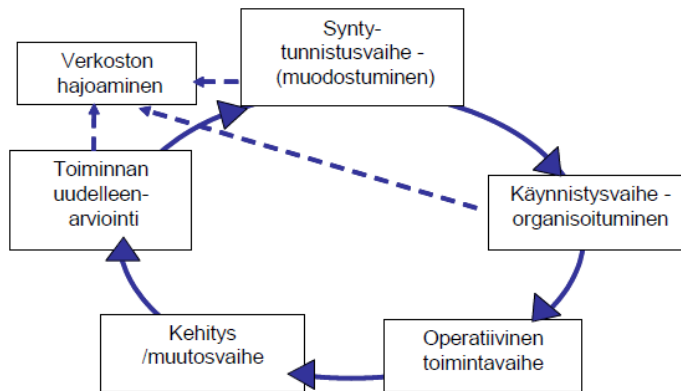 Synty-
tunnistusvaihe -
(muodostuminen)
Verkoston
hajoaminen
Toiminnan
uudelleen-
arviointi
Käynnistysvaihe -
organisoituminen
Kehitys
/muutosvaihe
Operatiivinen
toimintavaihe